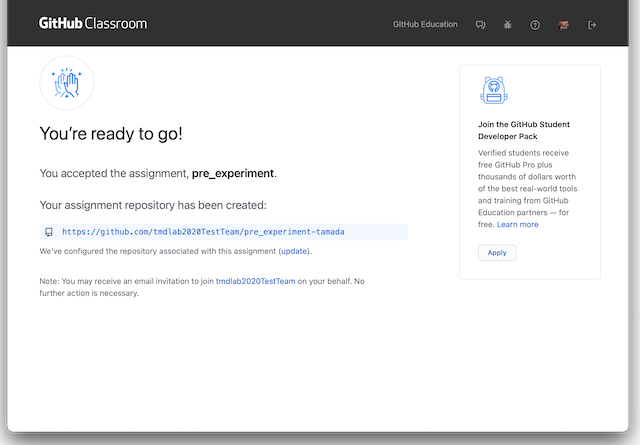 GitHub Classroom
GitHub Education
You're ready to go!
You accepted the assignment, pre_experiment.
Your assignment repository has been created:
https://github.com/tmdlab2020TestTeam/pre_experiment-tamada
We've configured the repository associated with this assignment (update).
Note: You may receive an email invitation to join tmdlab2020TestTeam on your behalf. No
further action is necessary.
Join the GitHub Student
Developer Pack
Verified students receive
free GitHub Pro plus
thousands of dollars worth
of the best real-world tools
and training from GitHub
Education partners — for
free. Learn more
Apply